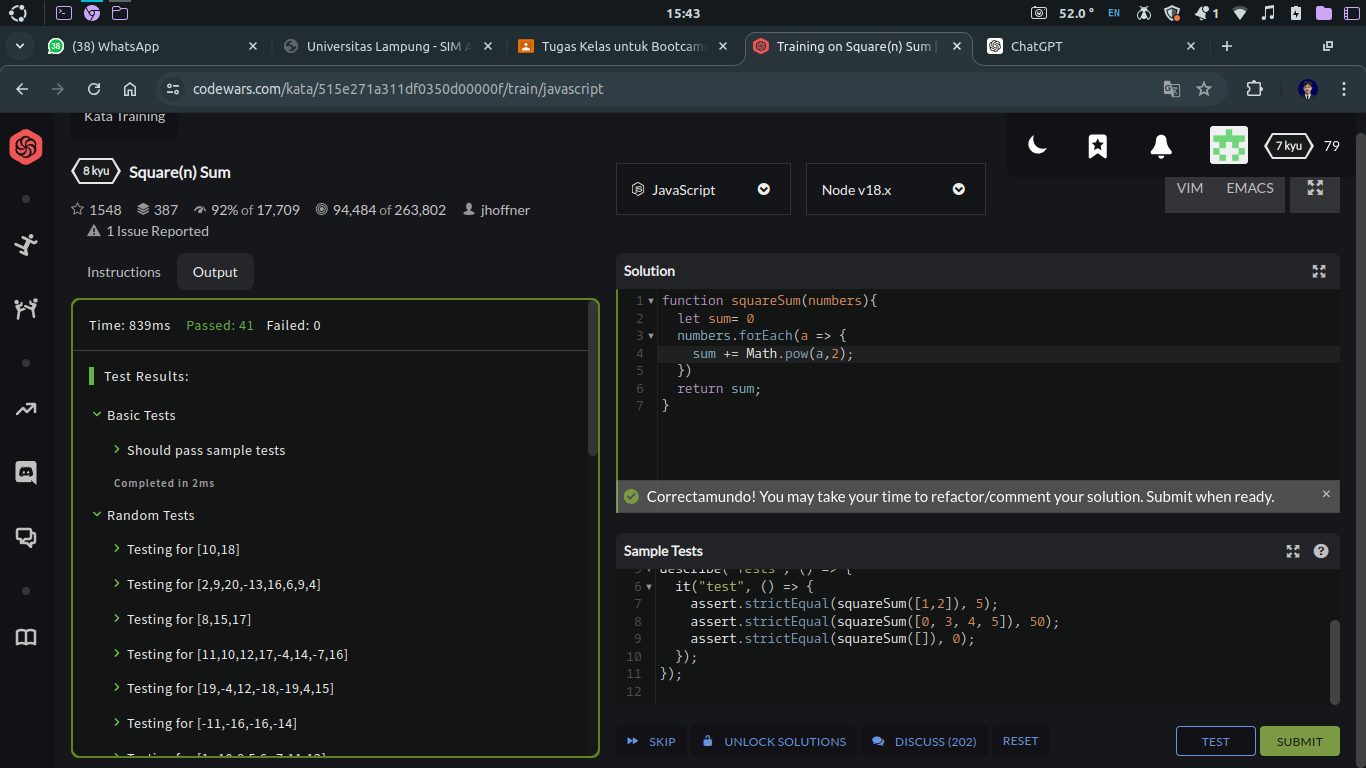 15:43
52.0 °
EN
1
38
(38) WhatsApp
Universitas Lampung - SIM A
Tugas Kelas untuk Bootcam
Training on Square(n) Sum |
ChatGPT
codewars.com/kata/515e271a311df0350d00000f/train/javascript
Kata Training
7 kyu
79
8 kyu
Square(n) Sum
1548
387
92% of 17,709
94,484 of 263,802
jhoffner
1 Issue Reported
JavaScript
Node v18.x
VIM
EMACS
Instructions
Output
Time: 839ms Passed: 41 Failed: 0
Test Results:
Basic Tests
Should pass sample tests
Completed in 2ms
Random Tests
Testing for [10,18]
Testing for [2,9,20,-13,16,6,9,4]
Testing for [8,15,17]
Testing for [11,10,12,17,-4,14,-7,16]
Testing for [19,-4,12,-18,-19,4,15]
Testing for [-11,-16,-16,-14]
Solution
1 function squareSum(numbers){
2 let sum= 0
3 numbers.forEach(a => {
4 sum += Math.pow(a,2);
5 })
6 return sum;
7 }
Correctamundo! You may take your time to refactor/comment your solution. Submit when ready.
Sample Tests
?
5 describe("Tests", () => {
6 it("test", () => {
7 assert.strictEqual(squareSum([1,2]), 5);
8 assert.strictEqual(squareSum([0, 3, 4, 5]), 50);
9 assert.strictEqual(squareSum([]), 0);
10 });
11 });
12
SKIP
UNLOCK SOLUTIONS
DISCUSS (202)
RESET
TEST
SUBMIT